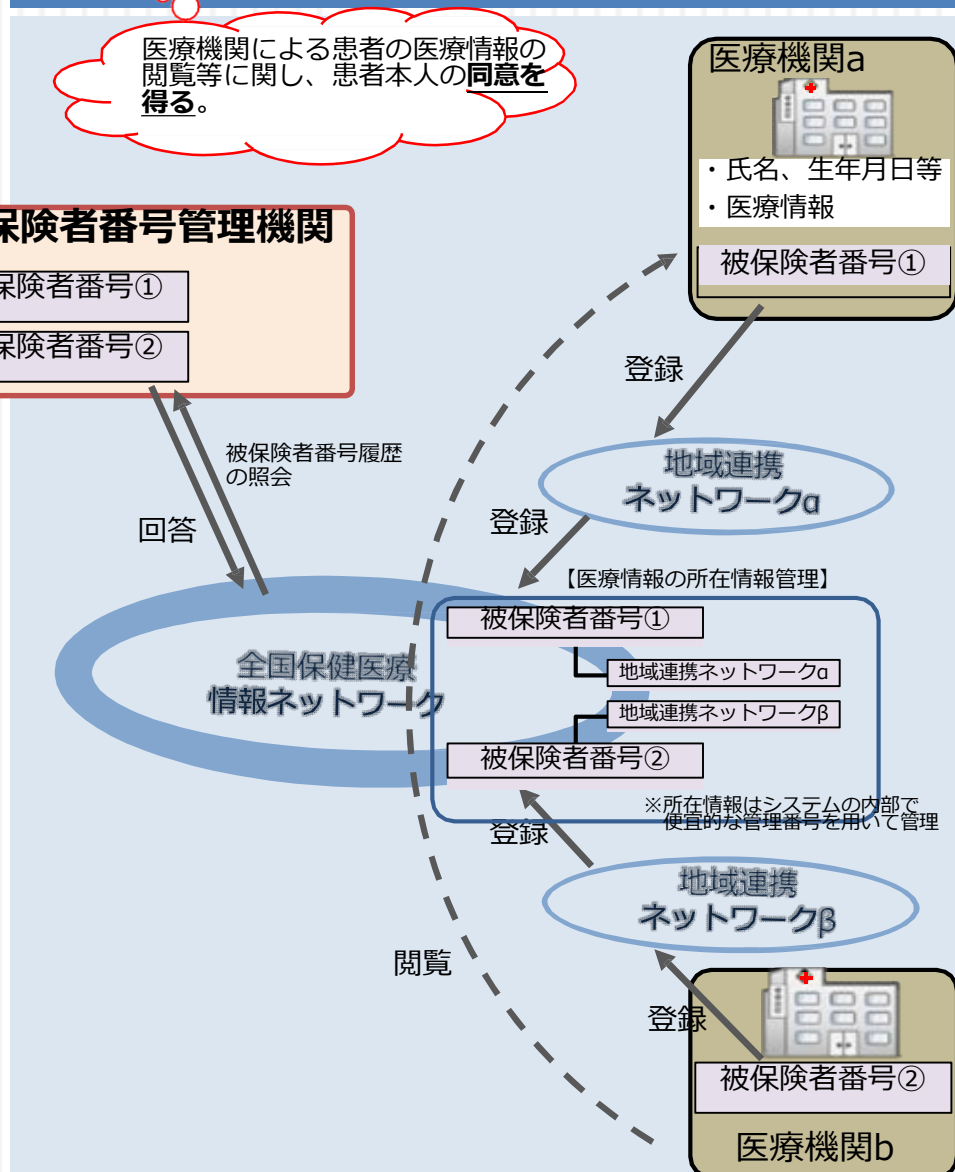 医療機関による患者の医療情報の
閲覧等に関し、患者本人の同意を
得る。
医療機関a
・氏名、生年月日等
・医療情報
被保険者番号①
保険者番号管理機関
保険者番号①
保険者番号②
登録
被保険者番号履歴
の照会
回答
地域連携
ネットワークα
登録
【医療情報の所在情報管理】
被保険者番号①
地域連携ネットワークα
全国保健医療
情報ネットワーク
地域連携ネットワークβ
被保険者番号②
※所在情報はシステムの内部で
便宜的な管理番号を用いて管理
登録
地域連携
ネットワークβ
閲覧
登録
被保険者番号②
医療機関b